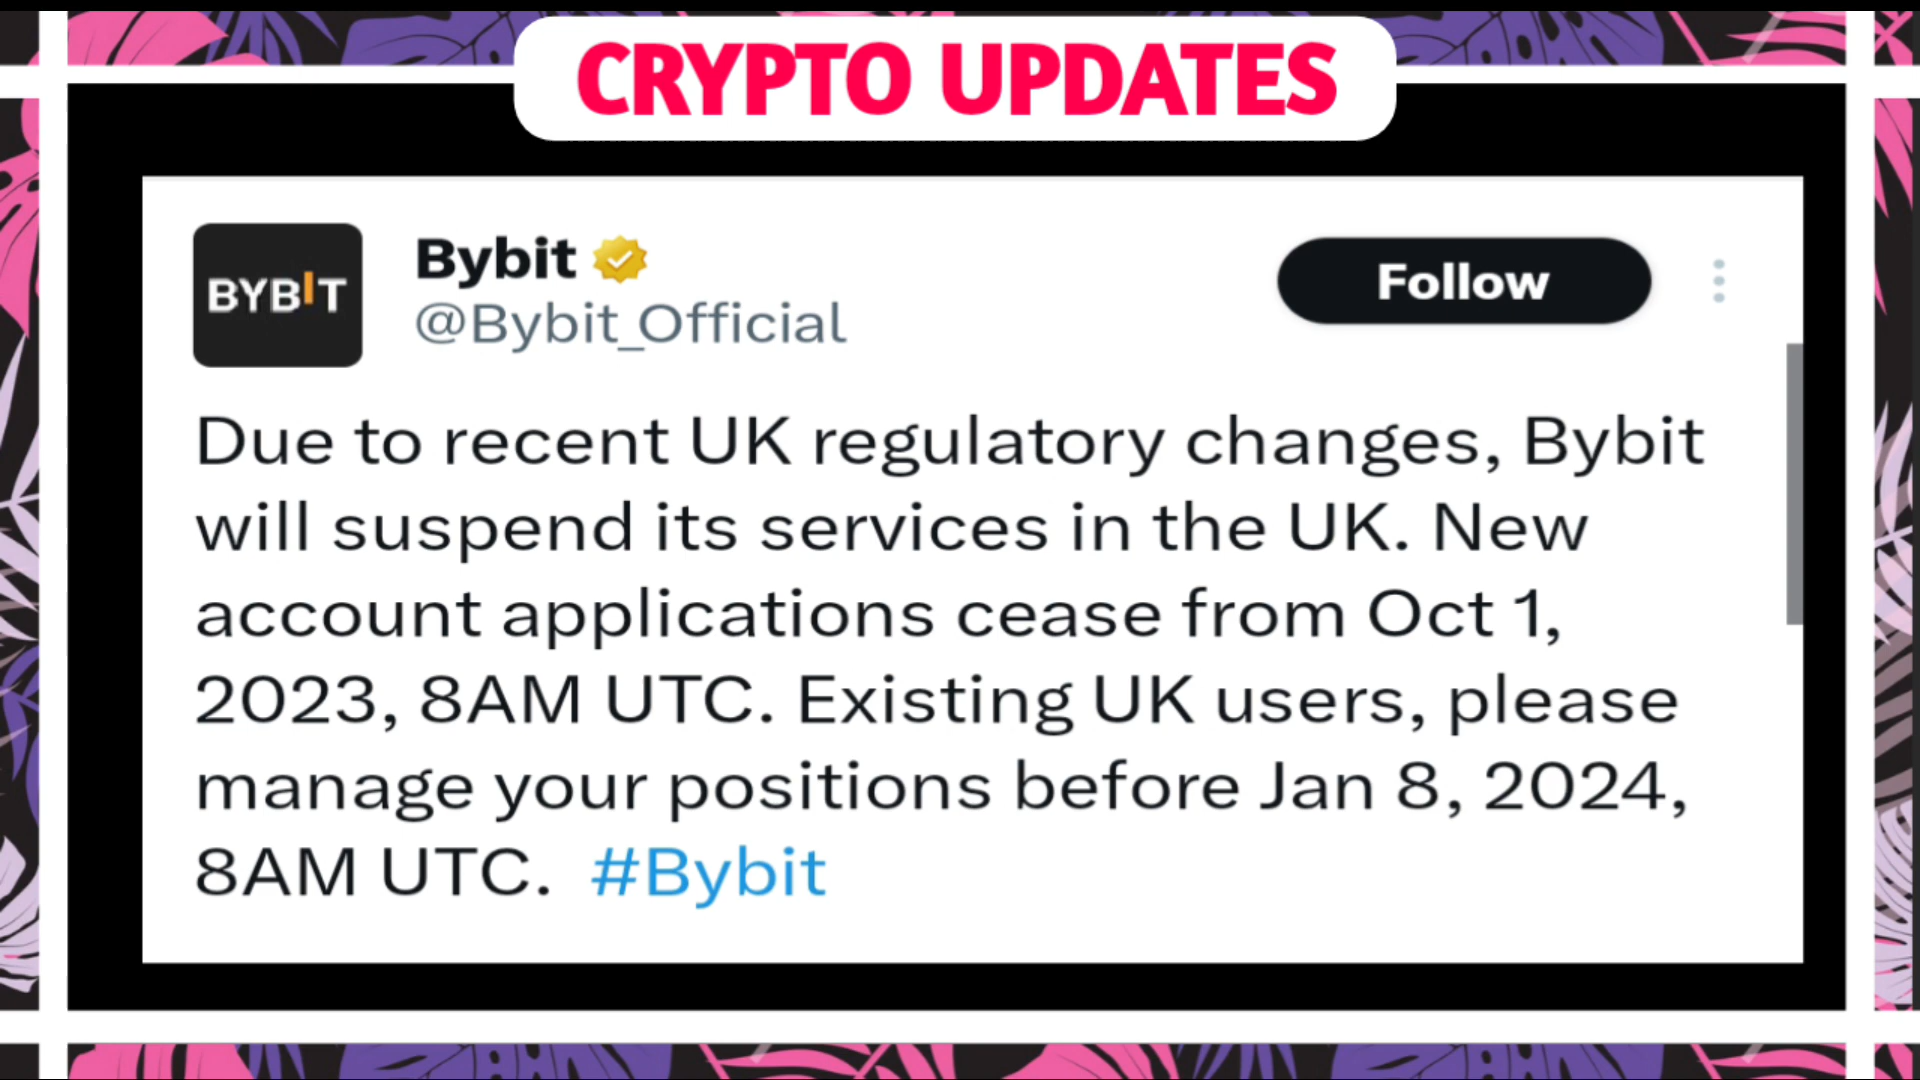 CRYPTO UPDATES
BYBIT
Bybit
@Bybit_Official
Follow
Due to recent UK regulatory changes, Bybit
will suspend its services in the UK. New
account applications cease from Oct 1,
2023, 8AM UTC. Existing UK users, please
manage your positions before Jan 8, 2024,
8AM UTC. #Bybit